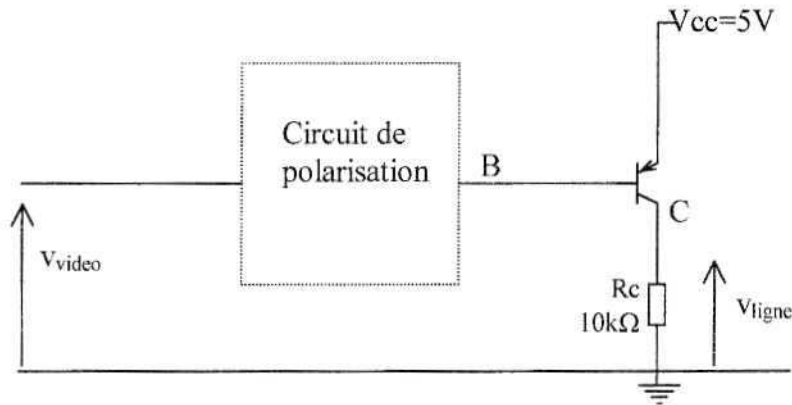 Vcc=5V
Circuit de
polarisation
B
C
Vvideo
Rc
10kΩ
Vligne